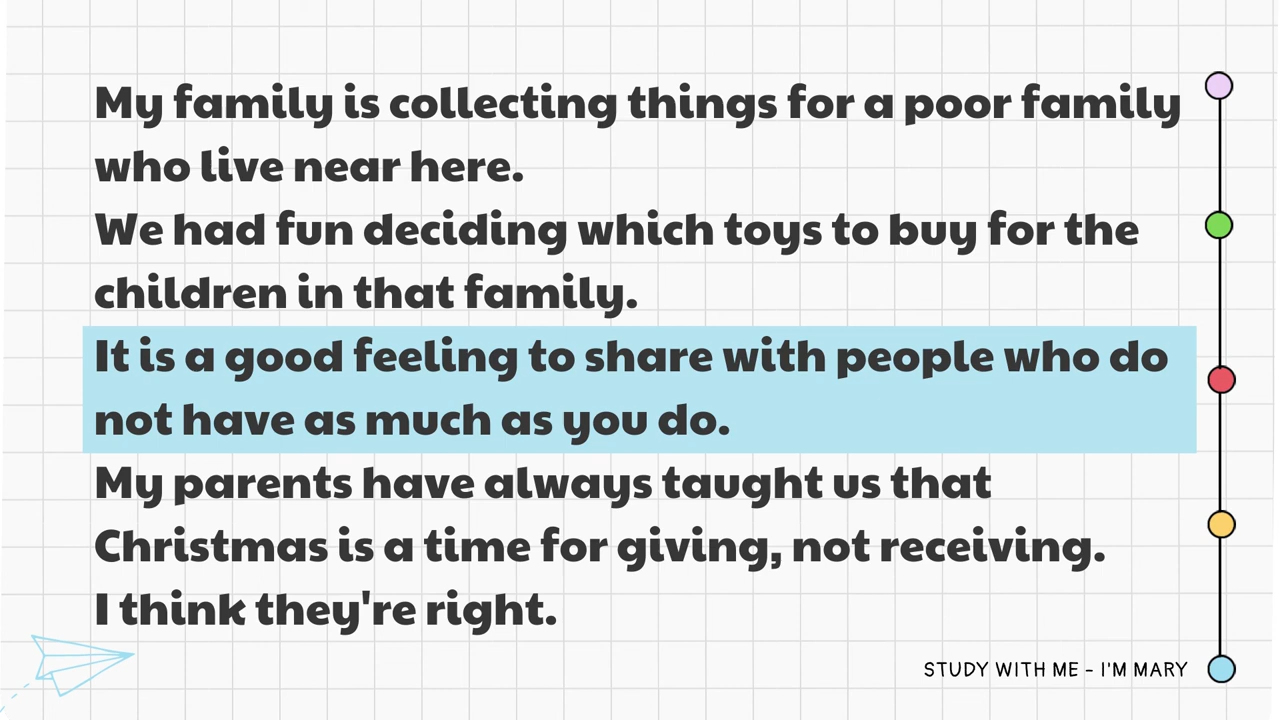 My family is collecting things for a poor family
who live near here.
We had fun deciding which toys to buy for the
children in that family.
It is a good feeling to share with people who do
not have as much as you do.
My parents have always taught us that
Christmas is a time for giving, not receiving.
I think they're right.
STUDY WITH ME - I'M MARY